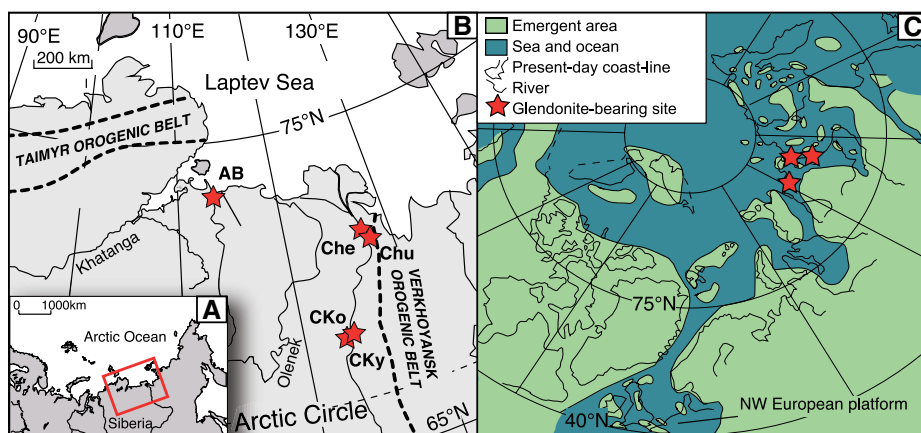 90°E
110°E
130°E
B
200 km
Laptev Sea
75°N
TAIMYR OROGENIC BELT
AB
Khatanga
Che
Chu
VERKHOYANSK
OROGENIC BELT
CKo
CKy
Olenek
Arctic Circle
65°N
A
0 1000km
Arctic Ocean
Siberia
C
Emergent area
Sea and ocean
Present-day coast-line
River
Glendonite-bearing site
75°N
40°N
NW European platform